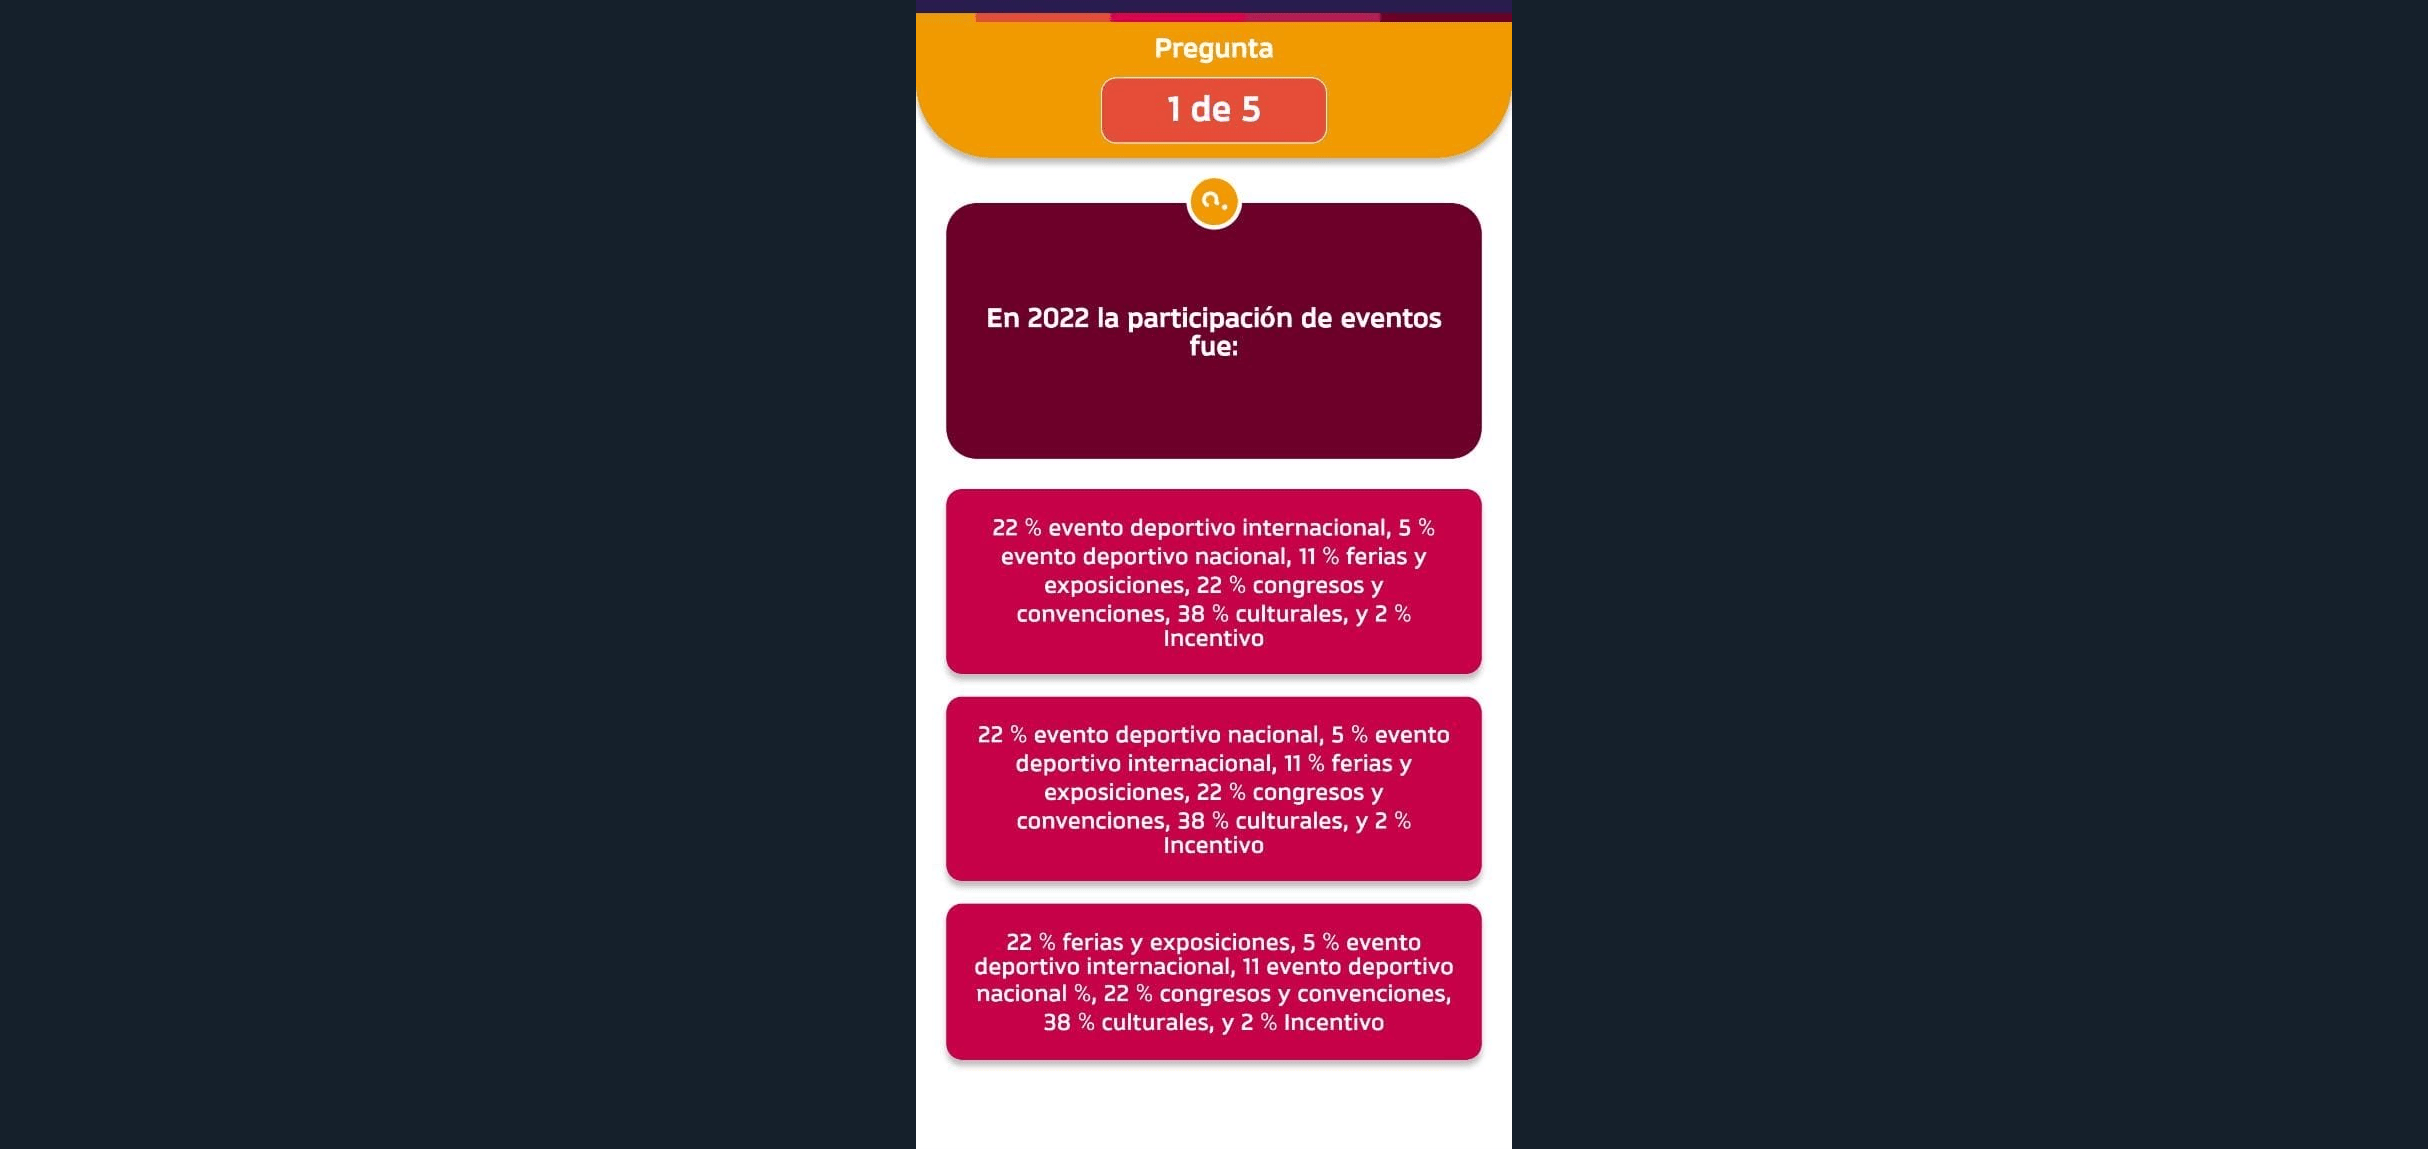 Pregunta
1 de 5
?
En 2022 la participación de eventos
fue:
22 % evento deportivo internacional, 5 %
evento deportivo nacional, 11 % ferias y
exposiciones, 22 % congresos y
convenciones, 38 % culturales, y 2 %
Incentivo
22 % evento deportivo nacional, 5 % evento
deportivo internacional, 11 % ferias y
exposiciones, 22 % congresos y
convenciones, 38 % culturales, y 2 %
Incentivo
22 % ferias y exposiciones, 5 % evento
deportivo internacional, 11 evento deportivo
nacional %, 22 % congresos y convenciones,
38 % culturales, y 2 % Incentivo